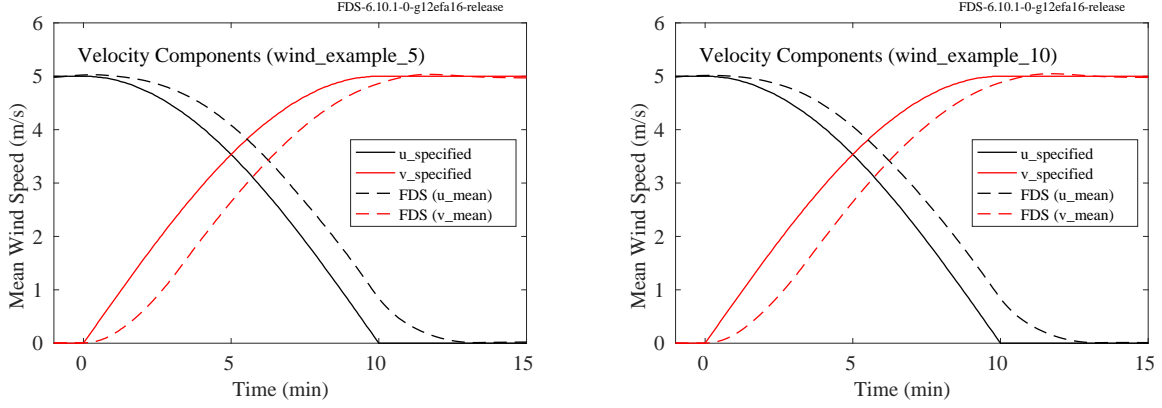 FDS-6.10.1-0-g12efa16-release
Velocity Components (wind_example_5)
Mean Wind Speed (m/s)
6
5
4
3
2
1
0
u_specified
v_specified
FDS (u_mean)
FDS (v_mean)
0 5 10 15
Time (min)
FDS-6.10.1-0-g12efa16-release
Velocity Components (wind_example_10)
Mean Wind Speed (m/s)
6
5
4
3
2
1
0
u_specified
v_specified
FDS (u_mean)
FDS (v_mean)
0 5 10 15
Time (min)